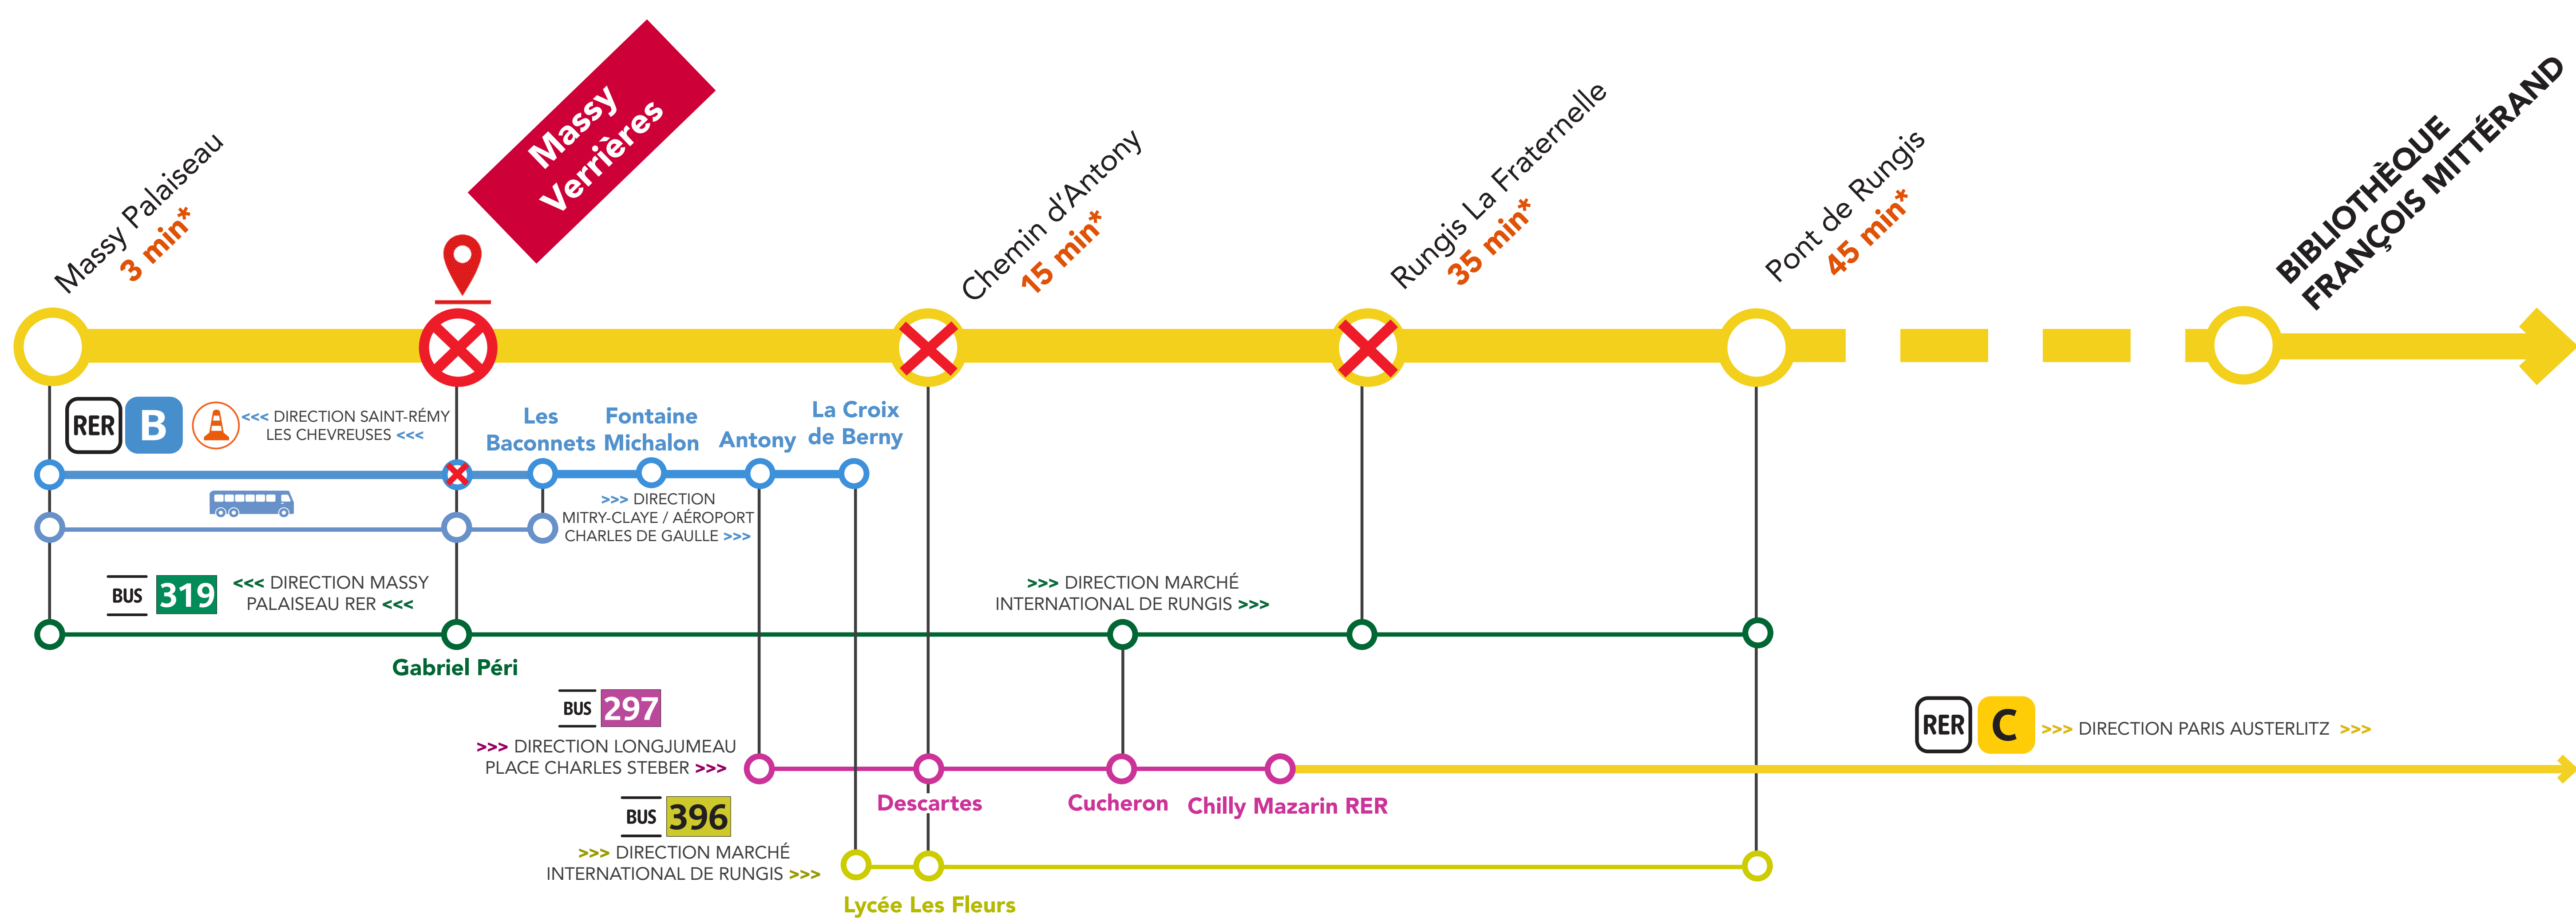 Massy Palaiseau
3 min*
Massy
Verrières
Chemin d'Antony
15 min*
Rungis La Fraternelle
35 min*
Pont de Rungis
45 min*
BIBLIOTHÈQUE
FRANÇOIS MITTÉRAND
RER B
<<< DIRECTION SAINT-RÉMY
LES CHEVREUSES <<<
Les
Baconnets
Fontaine
Michalon
Antony
La Croix
de Berny
>>> DIRECTION
MITRY-CLAYE / AÉROPORT
CHARLES DE GAULLE >>>
BUS 319
<<< DIRECTION MASSY
PALAISEAU RER <<<
>>> DIRECTION MARCHÉ
INTERNATIONAL DE RUNGIS >>>
Gabriel Péri
BUS 297
>>> DIRECTION LONGJUMEAU
PLACE CHARLES STEBER >>>
RER C
>>> DIRECTION PARIS AUSTERLITZ >>>
Descartes
Cucheron
Chilly Mazarin RER
BUS 396
>>> DIRECTION MARCHÉ
INTERNATIONAL DE RUNGIS >>>
Lycée Les Fleurs